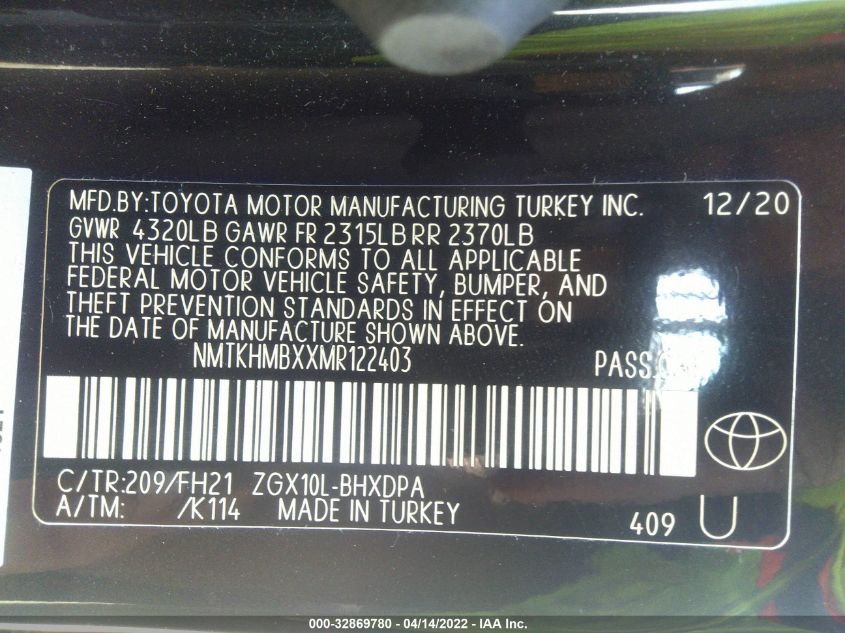 MFD.BY:TOYOTA MOTOR MANUFACTURING TURKEY INC. 12/20
GVWR 4320LB GAWR FR 2315LB RR 2370LB
THIS VEHICLE CONFORMS TO ALL APPLICABLE
FEDERAL MOTOR VEHICLE SAFETY, BUMPER, AND
THEFT PREVENTION STANDARDS IN EFFECT ON
THE DATE OF MANUFACTURE SHOWN ABOVE.
NMTKHMBXXMR122403 PASS.
C/TR:209/FH21 ZGX10L-BHXDPA
A/TM: /K114 MADE IN TURKEY
409 U
000-32869780 - 04/14/2022 - IAA Inc.